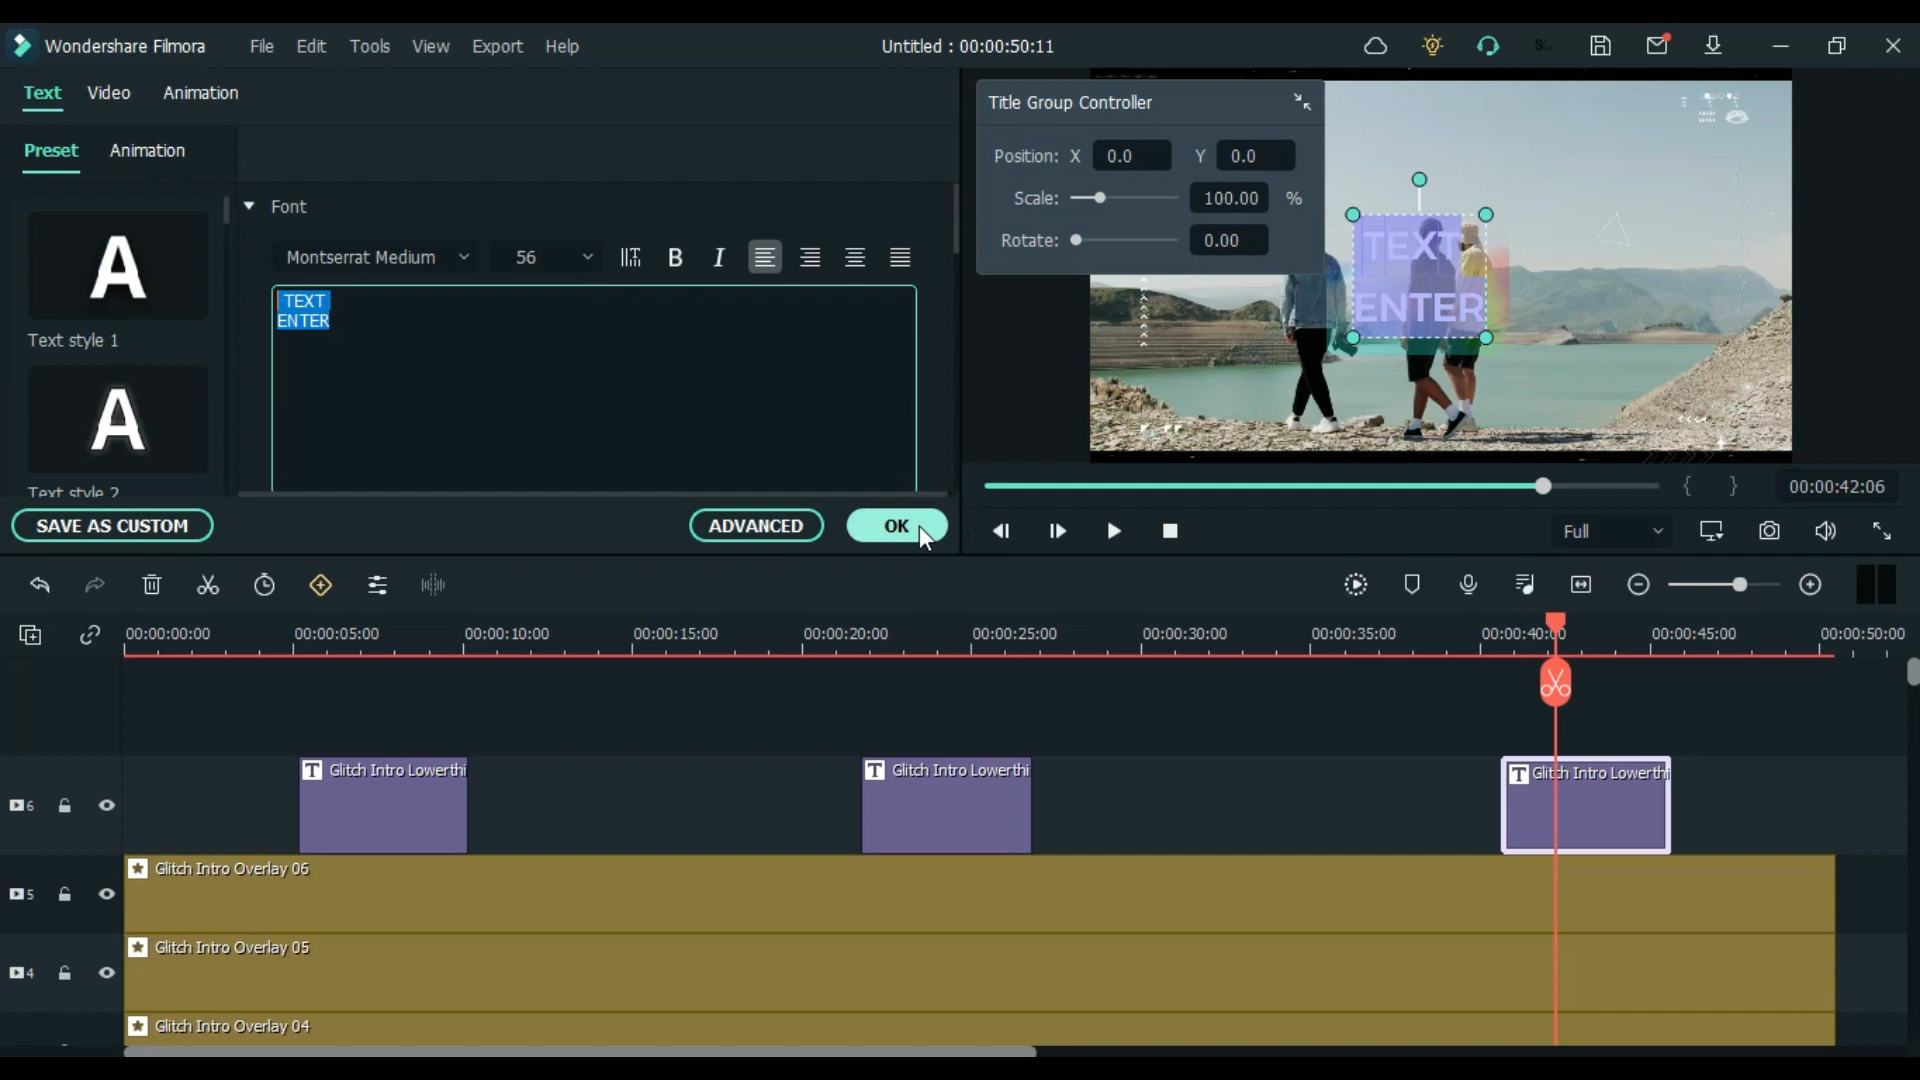 Wondershare Filmora File Edit Tools View Export Help Untitled : 00:00:50:11
Text Video Animation
Preset Animation
Font
Montserrat Medium 56
TEXT
ENTER
A
Text style 1
A
Text style 2
SAVE AS CUSTOM ADVANCED OK
Title Group Controller
Position: X 0.0 Y 0.0
Scale: 100.00 %
Rotate: 0.00
TEXT
ENTER
00:00:42:06
Full
00:00:00:00 00:00:05:00 00:00:10:00 00:00:15:00 00:00:20:00 00:00:25:00 00:00:30:00 00:00:35:00 00:00:40:00 00:00:45:00 00:00:50:00
T Glitch Intro Lowerthi T Glitch Intro Lowerthi T Glitch Intro Lowerthi
6
Glitch Intro Overlay 06
5
Glitch Intro Overlay 05
4
Glitch Intro Overlay 04